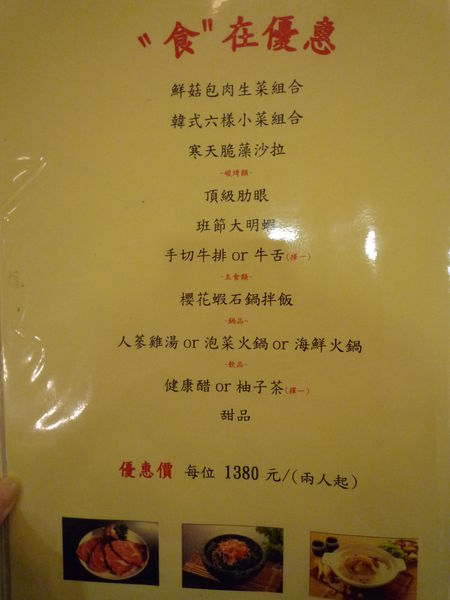 "食"在優惠
鮮菇包肉生菜組合
韓式六樣小菜組合
寒天脆藻沙拉
-碳烤類-
頂級肋眼
班節大明蝦
手切牛排 or 牛舌(擇一)
-主食類-
櫻花蝦石鍋拌飯
-鍋品-
人蔘雞湯 or 泡菜火鍋 or 海鮮火鍋
-飲品-
健康醋 or 柚子茶(擇一)
甜品
優惠價 每位 1380 元/(兩人起)